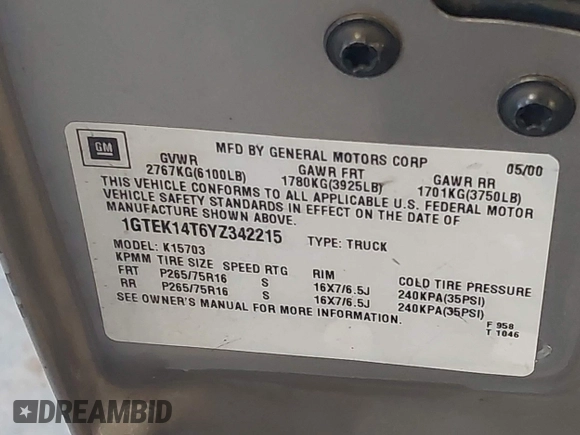 GM
MFD BY GENERAL MOTORS CORP 05/00
GVWR GAWR FRT GAWR RR
2767KG(6100LB) 1780KG(3925LB) 1701KG(3750LB)
THIS VEHICLE CONFORMS TO ALL APPLICABLE U.S. FEDERAL MOTOR
VEHICLE SAFETY STANDARDS IN EFFECT ON THE DATE OF
MANUFACTURE SHOWN ABOVE.
1GTEK14T6YZ342215 TYPE: TRUCK
MODEL: K15703
KPMM TIRE SIZE SPEED RTG RIM COLD TIRE PRESSURE
FRT P265/75R16 S 16X7/6.5J 240KPA(35PSI)
RR P265/75R16 S 16X7/6.5J 240KPA(35PSI)
SEE OWNER'S MANUAL FOR MORE INFORMATION.
F 958
T 1046
DREAMBID